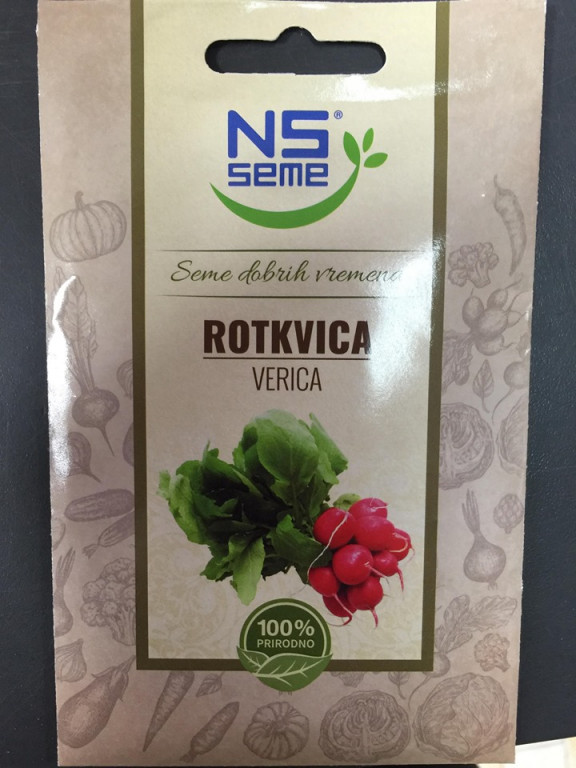 NS®
seme
Seme dobrih vremena
ROTKVICA
VERICA
100%
PRIRODNO